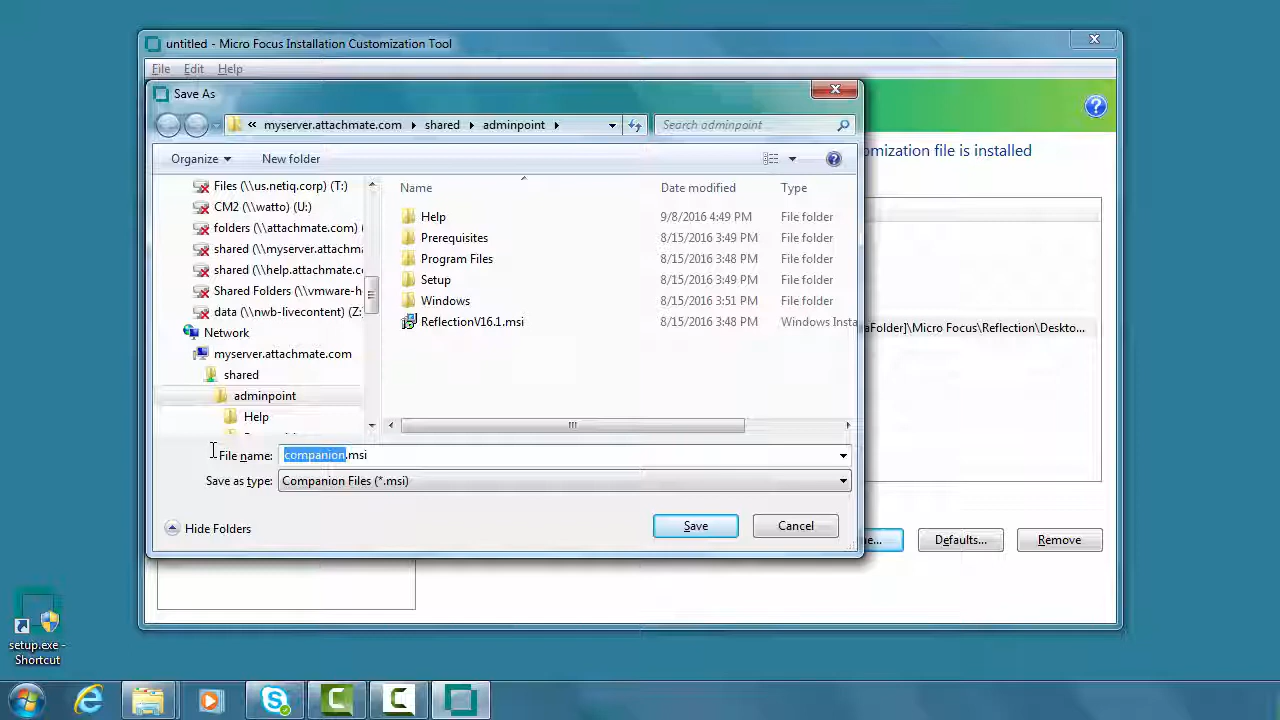 untitled - Micro Focus Installation Customization Tool
File Edit Help
Save As
« myserver.attachmate.com shared adminpoint
Search adminpoint
omization file is installed
Organize
New folder
Name Date modified Type
Files (\\us.netiq.corp) (T:)
CM2 (\\watto) (U:)
folders (\\attachmate.com) (
shared (\\myserver.attachma
shared (\\help.attachmate.co
Shared Folders (\\vmware-h
data (\\nwb-livecontent) (Z:
Network
myserver.attachmate.com
shared
adminpoint
Help
Help 9/8/2016 4:49 PM File folder
Prerequisites 8/15/2016 3:49 PM File folder
Program Files 8/15/2016 3:48 PM File folder
Setup 8/15/2016 3:49 PM File folder
Windows 8/15/2016 3:51 PM File folder
ReflectionV16.1.msi 8/15/2016 3:48 PM Windows Insta
aFolder]\Micro Focus\Reflection\Deskto...
File name: companion.msi
Save as type: Companion Files (*.msi)
Hide Folders
Save Cancel
e... Defaults... Remove
setup.exe -
Shortcut